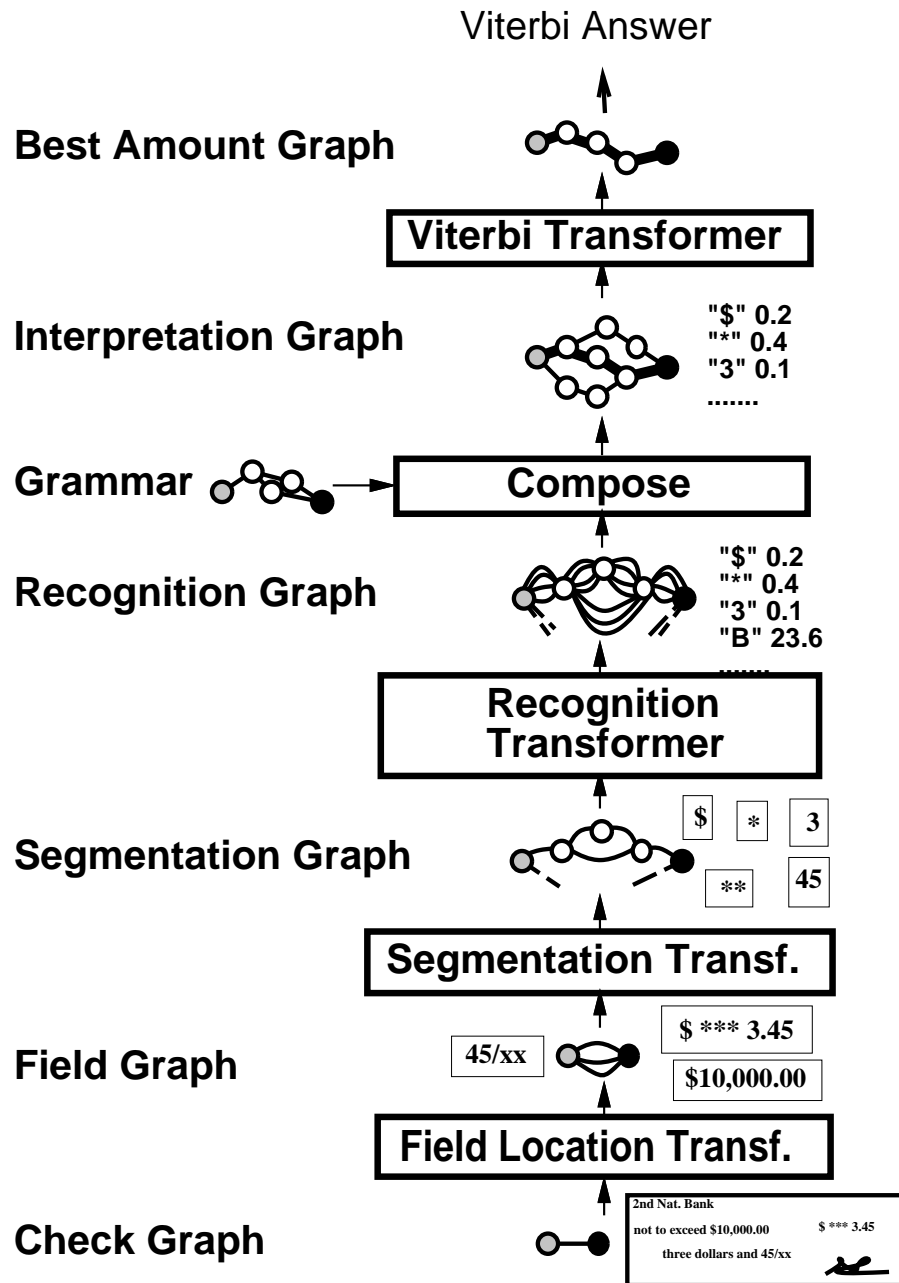 Viterbi Answer
Best Amount Graph
Viterbi Transformer
Interpretation Graph
"$" 0.2
"*" 0.4
"3" 0.1
.......
Grammar
Compose
Recognition Graph
"$" 0.2
"*" 0.4
"3" 0.1
"B" 23.6
.......
Recognition
Transformer
Segmentation Graph
$ * 3
** 45
Segmentation Transf.
Field Graph
45/xx
$ *** 3.45
$10,000.00
Field Location Transf.
Check Graph
2nd Nat. Bank
not to exceed $10,000.00 $ *** 3.45
three dollars and 45/xx